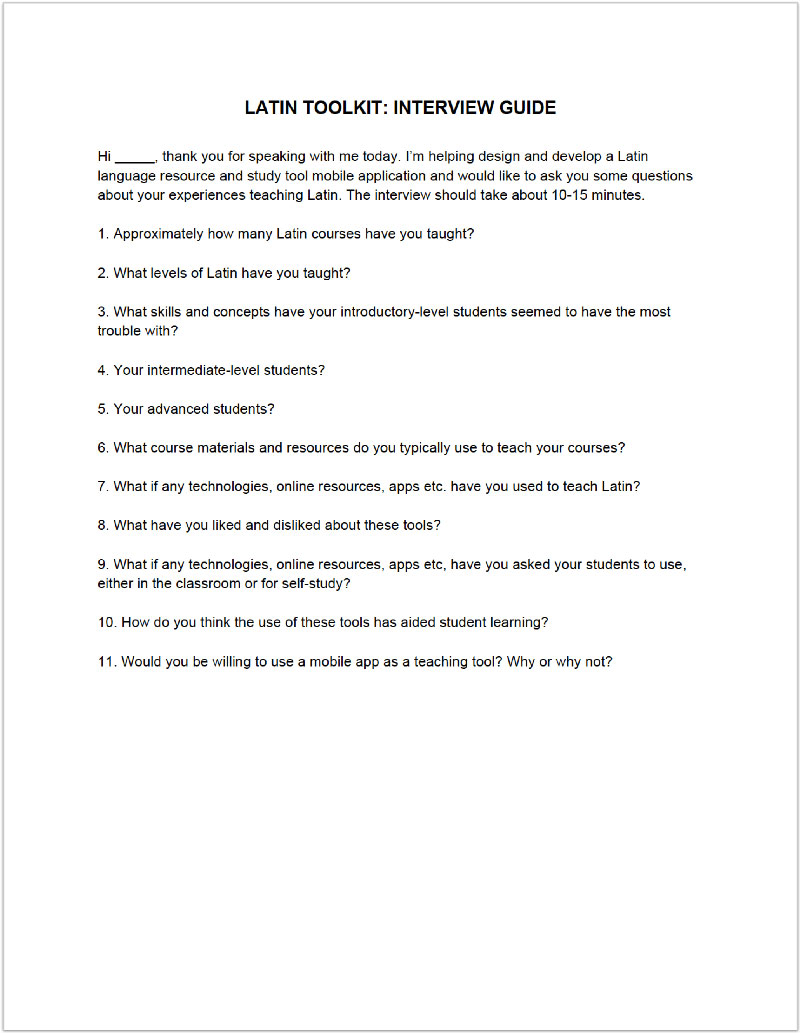 LATIN TOOLKIT: INTERVIEW GUIDE
Hi _____, thank you for speaking with me today. I'm helping design and develop a Latin
language resource and study tool mobile application and would like to ask you some questions
about your experiences teaching Latin. The interview should take about 10-15 minutes.
1. Approximately how many Latin courses have you taught?
2. What levels of Latin have you taught?
3. What skills and concepts have your introductory-level students seemed to have the most
trouble with?
4. Your intermediate-level students?
5. Your advanced students?
6. What course materials and resources do you typically use to teach your courses?
7. What if any technologies, online resources, apps etc. have you used to teach Latin?
8. What have you liked and disliked about these tools?
9. What if any technologies, online resources, apps etc, have you asked your students to use,
either in the classroom or for self-study?
10. How do you think the use of these tools has aided student learning?
11. Would you be willing to use a mobile app as a teaching tool? Why or why not?